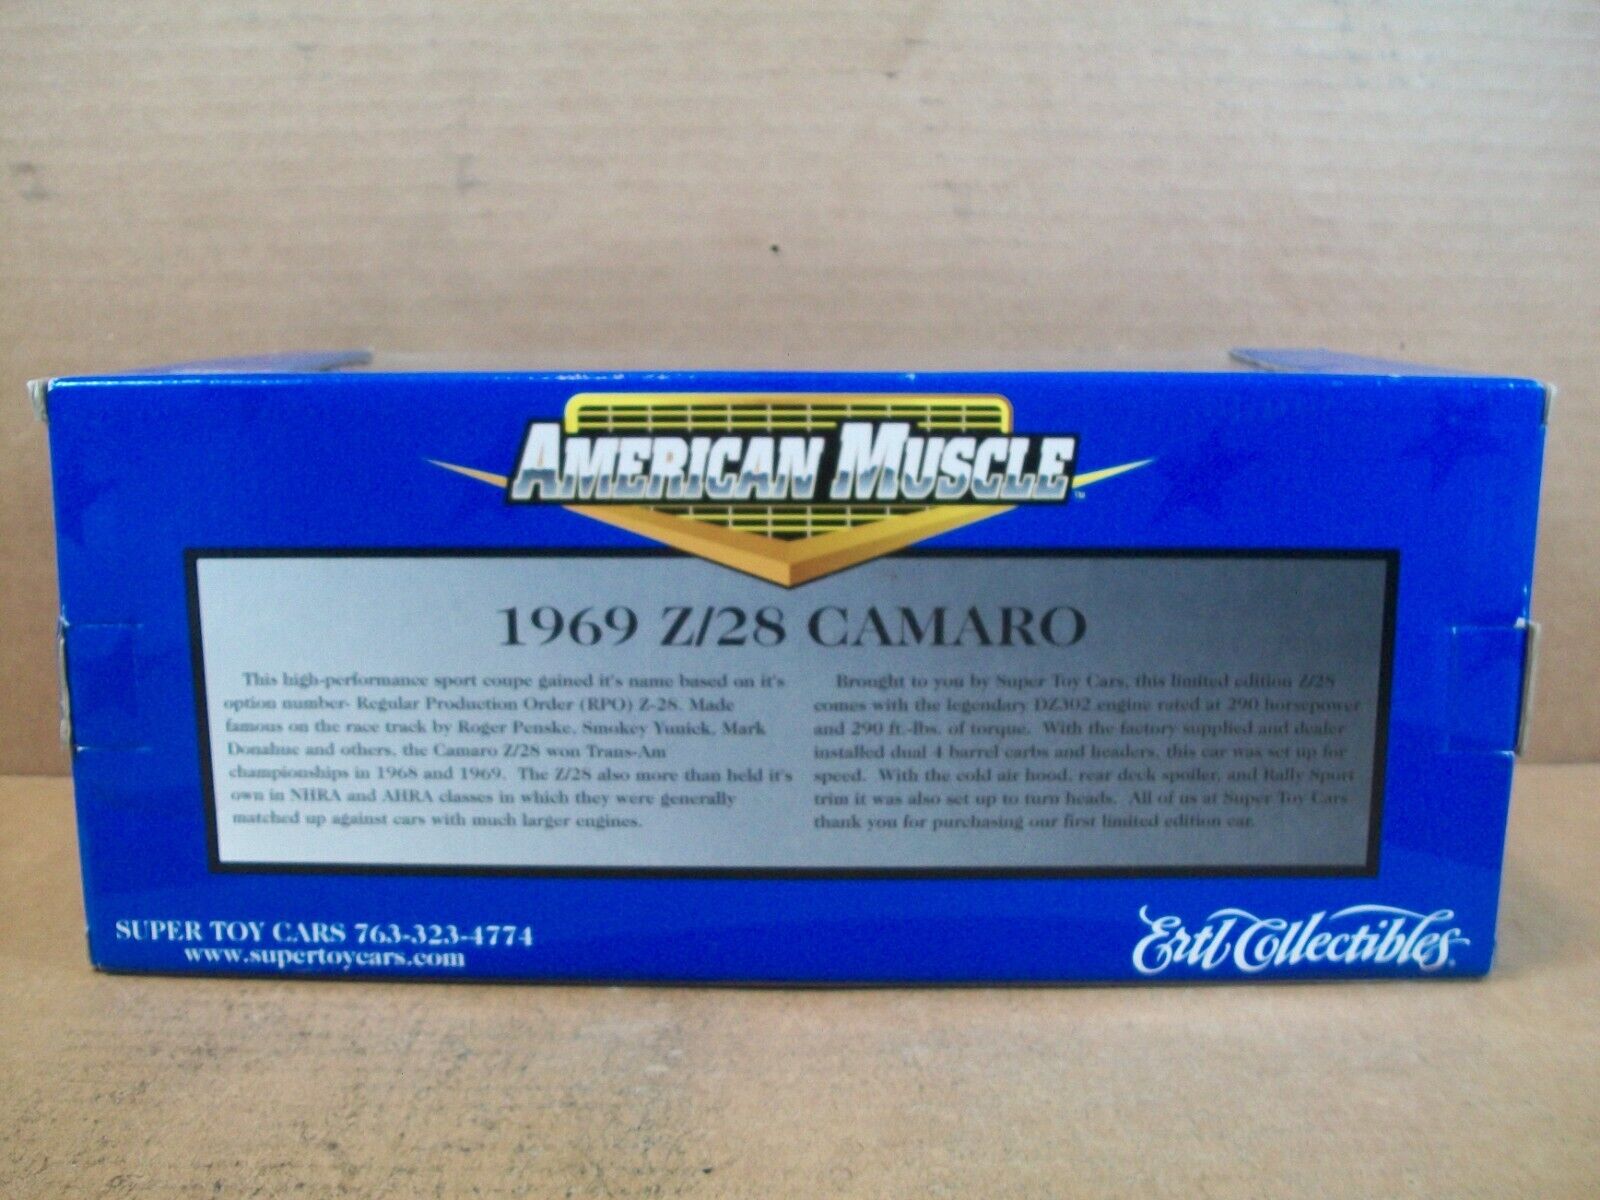 AMERICAN MUSCLE™
1969 Z/28 CAMARO
This high-performance sport coupe gained it's name based on it's
option number- Regular Production Order (RPO) Z-28. Made
famous on the race track by Roger Penske, Smokey Yunick, Mark
Donahue and others, the Camaro Z/28 won Trans-Am
championships in 1968 and 1969. The Z/28 also more than held it's
own in NHRA and AHRA classes in which they were generally
matched up against cars with much larger engines.
Brought to you by Super Toy Cars, this limited edition Z/28
comes with the legendary DZ302 engine rated at 290 horsepower
and 290 ft.-lbs. of torque. With the factory supplied and dealer
installed dual 4 barrel carbs and headers, this car was set up for
speed. With the cold air hood, rear deck spoiler, and Rally Sport
trim it was also set up to turn heads. All of us at Super Toy Cars
thank you for purchasing our first limited edition car.
SUPER TOY CARS 763-323-4774
www.supertoycars.com
Ertl Collectibles